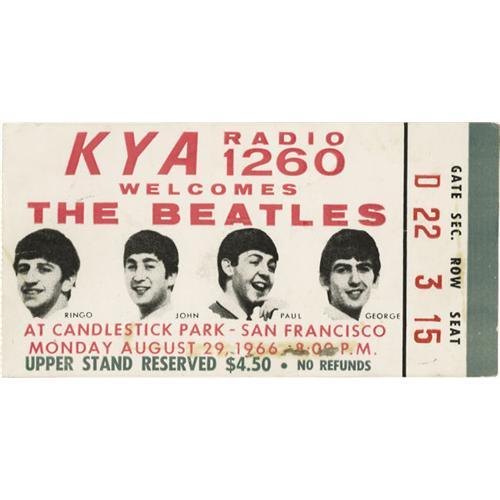 KYA RADIO 1260
WELCOMES
THE BEATLES
RINGO JOHN PAUL GEORGE
AT CANDLESTICK PARK - SAN FRANCISCO
MONDAY AUGUST 29, 1966 - 8:00 P.M.
UPPER STAND RESERVED $4.50 • NO REFUNDS
GATE SEC. ROW SEAT
D 22 3 15